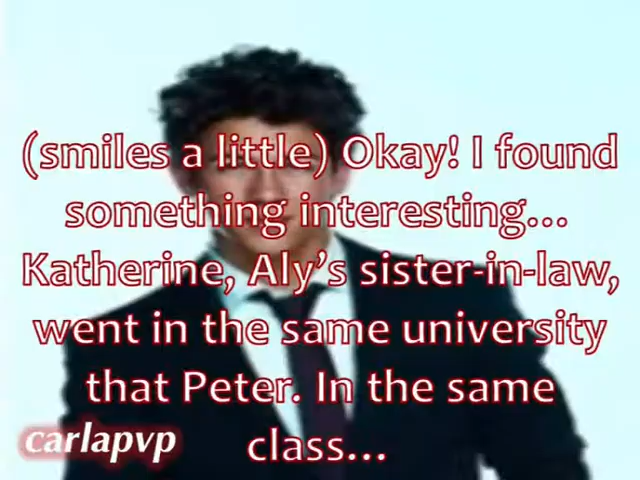 (smiles a little) Okay! I found
something interesting...
Katherine, Aly's sister-in-law,
went in the same university
that Peter. In the same
class...
carlapvp